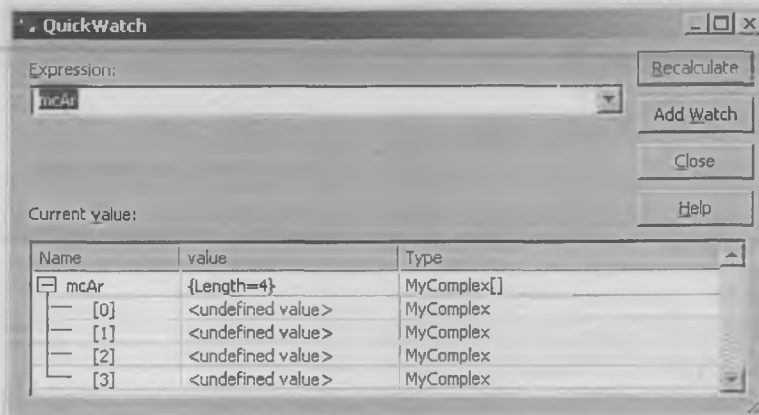 QuickWatch
Expression:
mcAr
Recalculate
Add Watch
Close
Help
Current value:
Name value Type
mcAr {Length=4} MyComplex[]
[0] <undefined value> MyComplex
[1] <undefined value> MyComplex
[2] <undefined value> MyComplex
[3] <undefined value> MyComplex